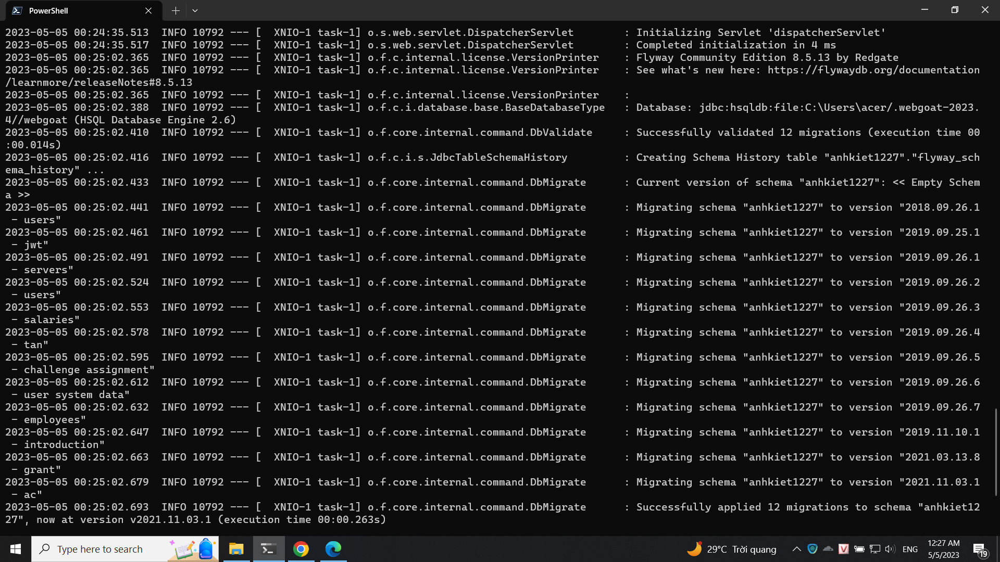 PowerShell
2023-05-05 00:24:35.513  INFO 10792 --- [  XNIO-1 task-1] o.s.web.servlet.DispatcherServlet        : Initializing Servlet 'dispatcherServlet'
2023-05-05 00:24:35.517  INFO 10792 --- [  XNIO-1 task-1] o.s.web.servlet.DispatcherServlet        : Completed initialization in 4 ms
2023-05-05 00:25:02.365  INFO 10792 --- [  XNIO-1 task-1] o.f.c.internal.license.VersionPrinter    : Flyway Community Edition 8.5.13 by Redgate
2023-05-05 00:25:02.365  INFO 10792 --- [  XNIO-1 task-1] o.f.c.internal.license.VersionPrinter    : See what's new here: https://flywaydb.org/documentation
/learnmore/releaseNotes#8.5.13
2023-05-05 00:25:02.365  INFO 10792 --- [  XNIO-1 task-1] o.f.c.internal.license.VersionPrinter    :
2023-05-05 00:25:02.388  INFO 10792 --- [  XNIO-1 task-1] o.f.c.i.database.base.BaseDatabaseType   : Database: jdbc:hsqldb:file:C:\Users\acer/.webgoat-2023.
4//webgoat (HSQL Database Engine 2.6)
2023-05-05 00:25:02.410  INFO 10792 --- [  XNIO-1 task-1] o.f.core.internal.command.DbValidate     : Successfully validated 12 migrations (execution time 00
:00.014s)
2023-05-05 00:25:02.416  INFO 10792 --- [  XNIO-1 task-1] o.f.c.i.s.JdbcTableSchemaHistory         : Creating Schema History table "anhkiet1227"."flyway_sch
ema_history" ...
2023-05-05 00:25:02.433  INFO 10792 --- [  XNIO-1 task-1] o.f.core.internal.command.DbMigrate      : Current version of schema "anhkiet1227": << Empty Schem
a >>
2023-05-05 00:25:02.441  INFO 10792 --- [  XNIO-1 task-1] o.f.core.internal.command.DbMigrate      : Migrating schema "anhkiet1227" to version "2018.09.26.1
 - users"
2023-05-05 00:25:02.461  INFO 10792 --- [  XNIO-1 task-1] o.f.core.internal.command.DbMigrate      : Migrating schema "anhkiet1227" to version "2019.09.25.1
 - jwt"
2023-05-05 00:25:02.491  INFO 10792 --- [  XNIO-1 task-1] o.f.core.internal.command.DbMigrate      : Migrating schema "anhkiet1227" to version "2019.09.26.1
 - servers"
2023-05-05 00:25:02.524  INFO 10792 --- [  XNIO-1 task-1] o.f.core.internal.command.DbMigrate      : Migrating schema "anhkiet1227" to version "2019.09.26.2
 - users"
2023-05-05 00:25:02.553  INFO 10792 --- [  XNIO-1 task-1] o.f.core.internal.command.DbMigrate      : Migrating schema "anhkiet1227" to version "2019.09.26.3
 - salaries"
2023-05-05 00:25:02.578  INFO 10792 --- [  XNIO-1 task-1] o.f.core.internal.command.DbMigrate      : Migrating schema "anhkiet1227" to version "2019.09.26.4
 - tan"
2023-05-05 00:25:02.595  INFO 10792 --- [  XNIO-1 task-1] o.f.core.internal.command.DbMigrate      : Migrating schema "anhkiet1227" to version "2019.09.26.5
 - challenge assignment"
2023-05-05 00:25:02.612  INFO 10792 --- [  XNIO-1 task-1] o.f.core.internal.command.DbMigrate      : Migrating schema "anhkiet1227" to version "2019.09.26.6
 - user system data"
2023-05-05 00:25:02.632  INFO 10792 --- [  XNIO-1 task-1] o.f.core.internal.command.DbMigrate      : Migrating schema "anhkiet1227" to version "2019.09.26.7
 - employees"
2023-05-05 00:25:02.647  INFO 10792 --- [  XNIO-1 task-1] o.f.core.internal.command.DbMigrate      : Migrating schema "anhkiet1227" to version "2019.11.10.1
 - introduction"
2023-05-05 00:25:02.663  INFO 10792 --- [  XNIO-1 task-1] o.f.core.internal.command.DbMigrate      : Migrating schema "anhkiet1227" to version "2021.03.13.8
 - grant"
2023-05-05 00:25:02.679  INFO 10792 --- [  XNIO-1 task-1] o.f.core.internal.command.DbMigrate      : Migrating schema "anhkiet1227" to version "2021.11.03.1
 - ac"
2023-05-05 00:25:02.693  INFO 10792 --- [  XNIO-1 task-1] o.f.core.internal.command.DbMigrate      : Successfully applied 12 migrations to schema "anhkiet12
27", now at version v2021.11.03.1 (execution time 00:00.263s)
Type here to search
29°C Trời quang
V
ENG
12:27 AM
5/5/2023
19